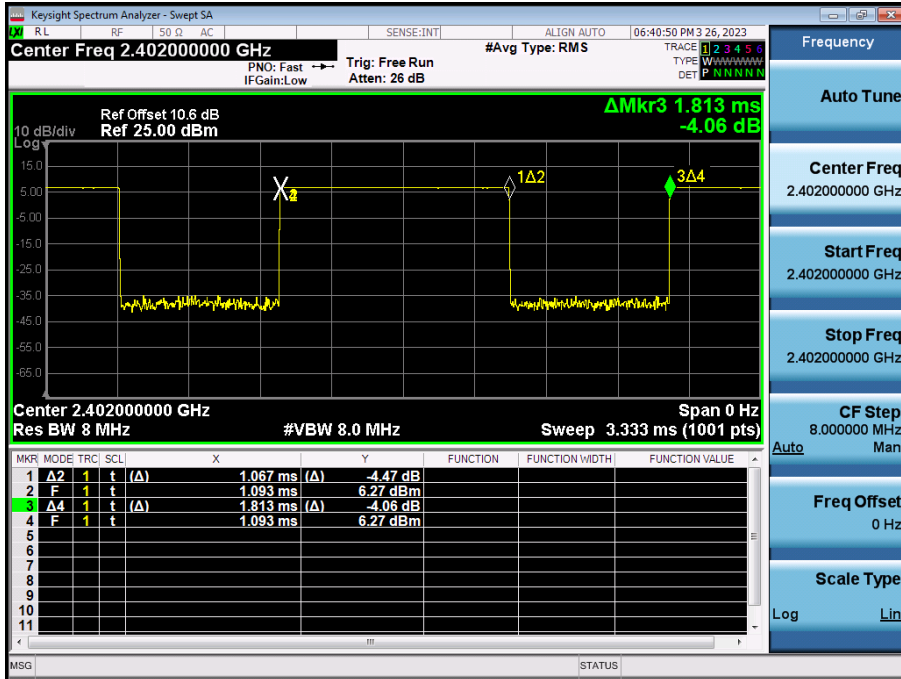 Keysight Spectrum Analyzer - Swept SA
LXI RL RF 50 Ω AC SENSE:INT ALIGN AUTO 06:40:50 PM 3 26, 2023
Center Freq 2.402000000 GHz #Avg Type: RMS TRACE 1 2 3 4 5 6
PNO: Fast Trig: Free Run TYPE WWWWWW
IFGain:Low Atten: 26 dB DET P N N N N N
Ref Offset 10.6 dB ΔMkr3 1.813 ms
10 dB/div Ref 25.00 dBm -4.06 dB
Log
15.0
5.00
-5.00
-15.0
-25.0
-35.0
-45.0
-55.0
-65.0
X 2 1Δ2 3Δ4
Center 2.402000000 GHz Span 0 Hz
Res BW 8 MHz #VBW 8.0 MHz Sweep 3.333 ms (1001 pts)
MKR MODE TRC SCL X Y FUNCTION FUNCTION WIDTH FUNCTION VALUE
1 Δ2 1 t (Δ) 1.067 ms (Δ) -4.47 dB
2 F 1 t 1.093 ms 6.27 dBm
3 Δ4 1 t (Δ) 1.813 ms (Δ) -4.06 dB
4 F 1 t 1.093 ms 6.27 dBm
5
6
7
8
9
10
11
MSG STATUS
Frequency
Auto Tune
Center Freq
2.402000000 GHz
Start Freq
2.402000000 GHz
Stop Freq
2.402000000 GHz
CF Step
8.000000 MHz
Auto Man
Freq Offset
0 Hz
Scale Type
Log Lin